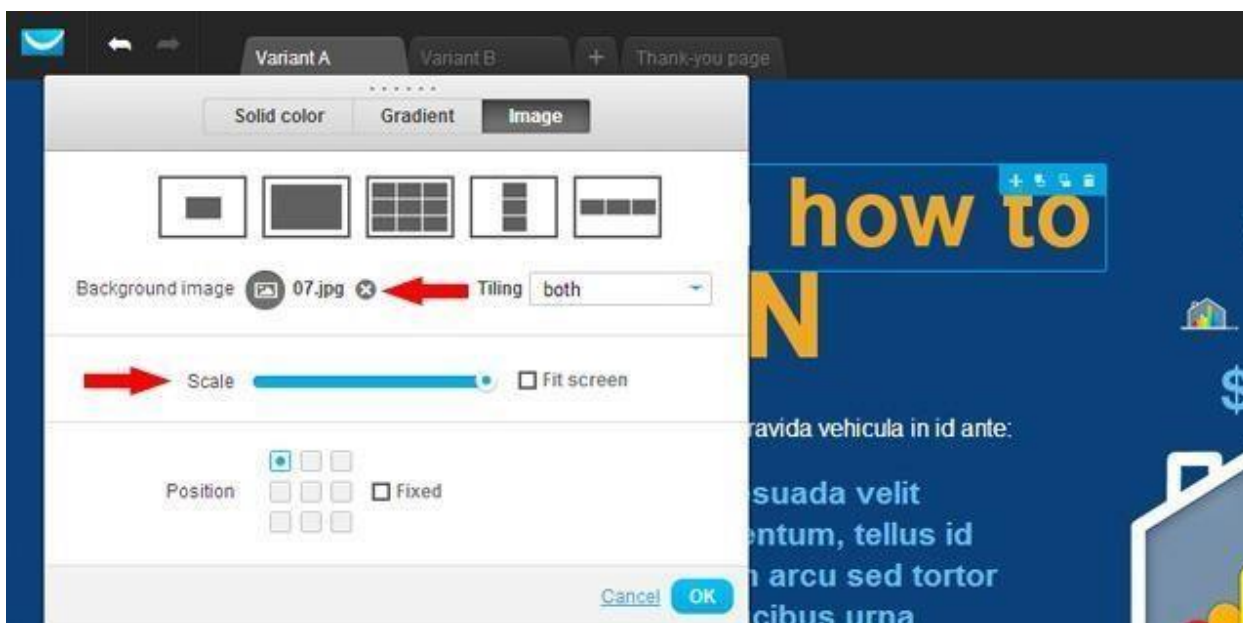 Variant A Variant B + Thank-you page
Solid color Gradient Image
how to
N
Background image 07.jpg Tiling both
Scale Fit screen
$
ravida vehicula in id ante:
Position Fixed
suada velit
entum, tellus id
arcu sed tortor
cibus urna
Cancel OK